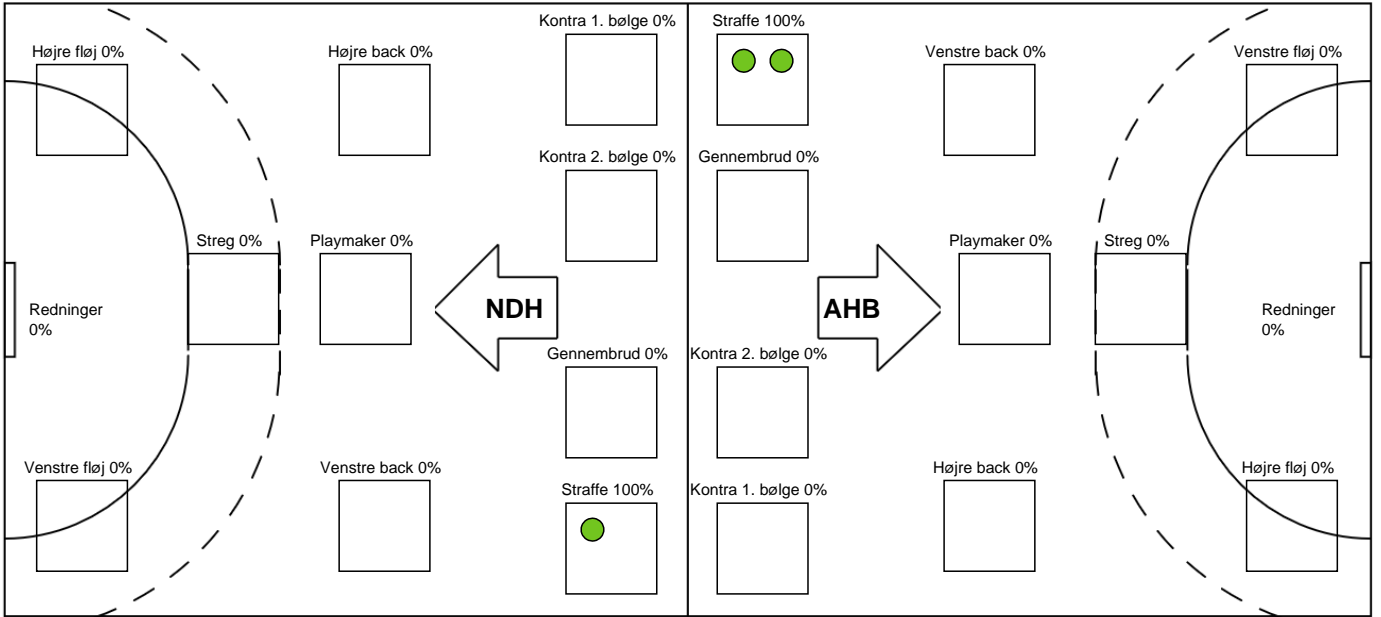 Kontra 1. bølge 0%
Straffe 100%
Højre fløj 0%
Højre back 0%
Venstre back 0%
Venstre fløj 0%
Kontra 2. bølge 0%
Gennembrud 0%
Streg 0%
Playmaker 0%
Playmaker 0%
Streg 0%
Redninger
0%
NDH
AHB
Redninger
0%
Gennembrud 0%
Kontra 2. bølge 0%
Venstre fløj 0%
Venstre back 0%
Højre back 0%
Højre fløj 0%
Straffe 100%
Kontra 1. bølge 0%